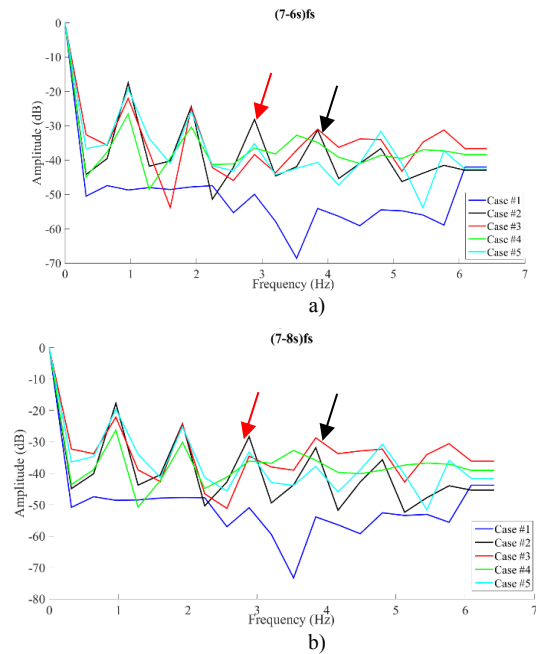 (7-6s)fs
Amplitude (dB)
0
-10
-20
-30
-40
-50
-60
-70
0 1 2 3 4 5 6 7
Frequency (Hz)
Case #1
Case #2
Case #3
Case #4
Case #5
a)
(7-8s)fs
Amplitude (dB)
0
-10
-20
-30
-40
-50
-60
-70
-80
0 1 2 3 4 5 6 7
Frequency (Hz)
Case #1
Case #2
Case #3
Case #4
Case #5
b)